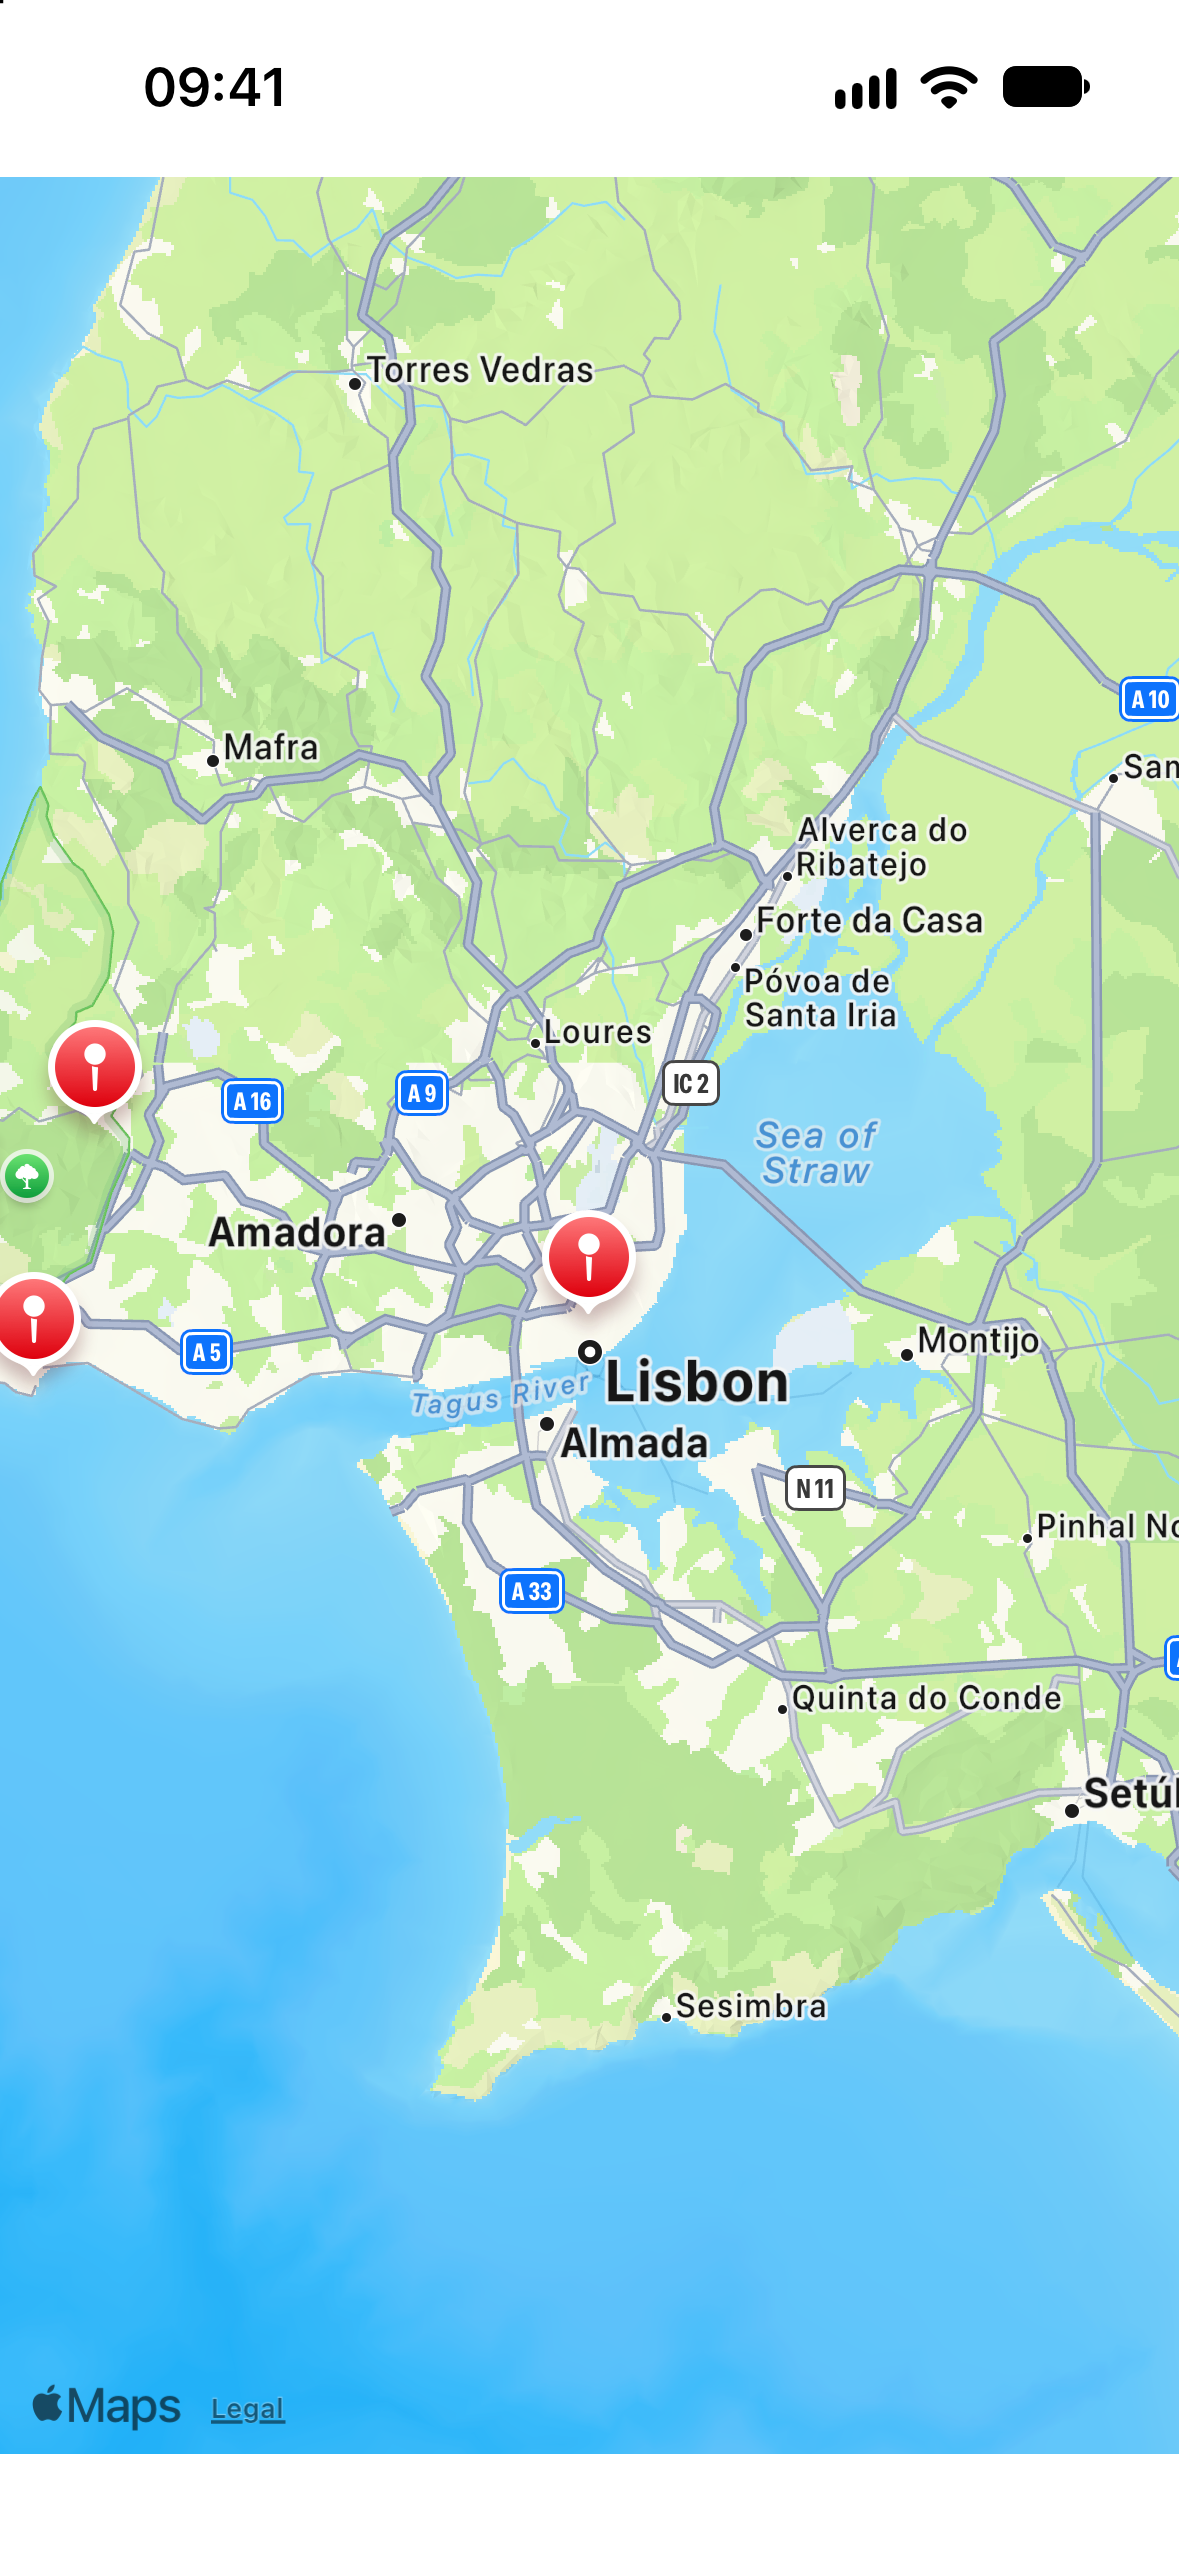 09:41
Torres Vedras
A 10
Mafra
San
Alverca do
Ribatejo
Forte da Casa
Póvoa de
Santa Iria
Loures
IC 2
A 9
A 16
Sea of
Straw
Amadora
Montijo
A 5
Lisbon
Tagus River
Almada
N 11
Pinhal No
A 33
Quinta do Conde
Setú
Sesimbra
Maps
Legal